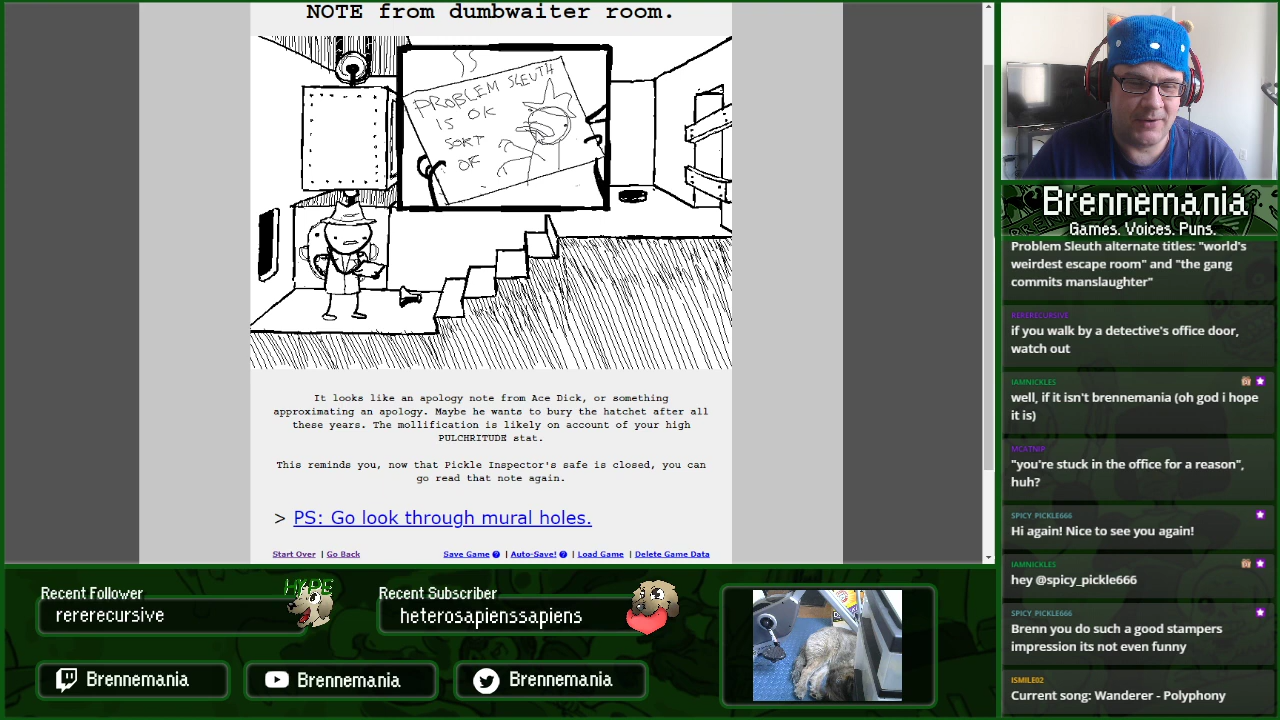 NOTE from dumbwaiter room.
PROBLEM SLEUTH
IS OK
SORT
OF
It looks like an apology note from Ace Dick, or something
approximating an apology. Maybe he wants to bury the hatchet after all
these years. The mollification is likely on account of your high
PULCHRITUDE stat.
This reminds you, now that Pickle Inspector's safe is closed, you can
go read that note again.
> PS: Go look through mural holes.
Start Over | Go Back
Save Game ? | Auto-Save! ? | Load Game | Delete Game Data
Brennemania
Games. Voices. Puns.
Problem Sleuth alternate titles: "world's
weirdest escape room" and "the gang
commits manslaughter"
RERERECURSIVE
if you walk by a detective's office door,
watch out
IAMNICKLES
well, if it isn't brennemania (oh god i hope
it is)
MCATNIP
"you're stuck in the office for a reason",
huh?
SPICY_PICKLE666
Hi again! Nice to see you again!
IAMNICKLES
hey @spicy_pickle666
SPICY_PICKLE666
Brenn you do such a good stampers
impression its not even funny
ISMILE02
Current song: Wanderer - Polyphony
Recent Follower
HYPE
rererecursive
Recent Subscriber
heterosapienssapiens
Brennemania
Brennemania
Brennemania